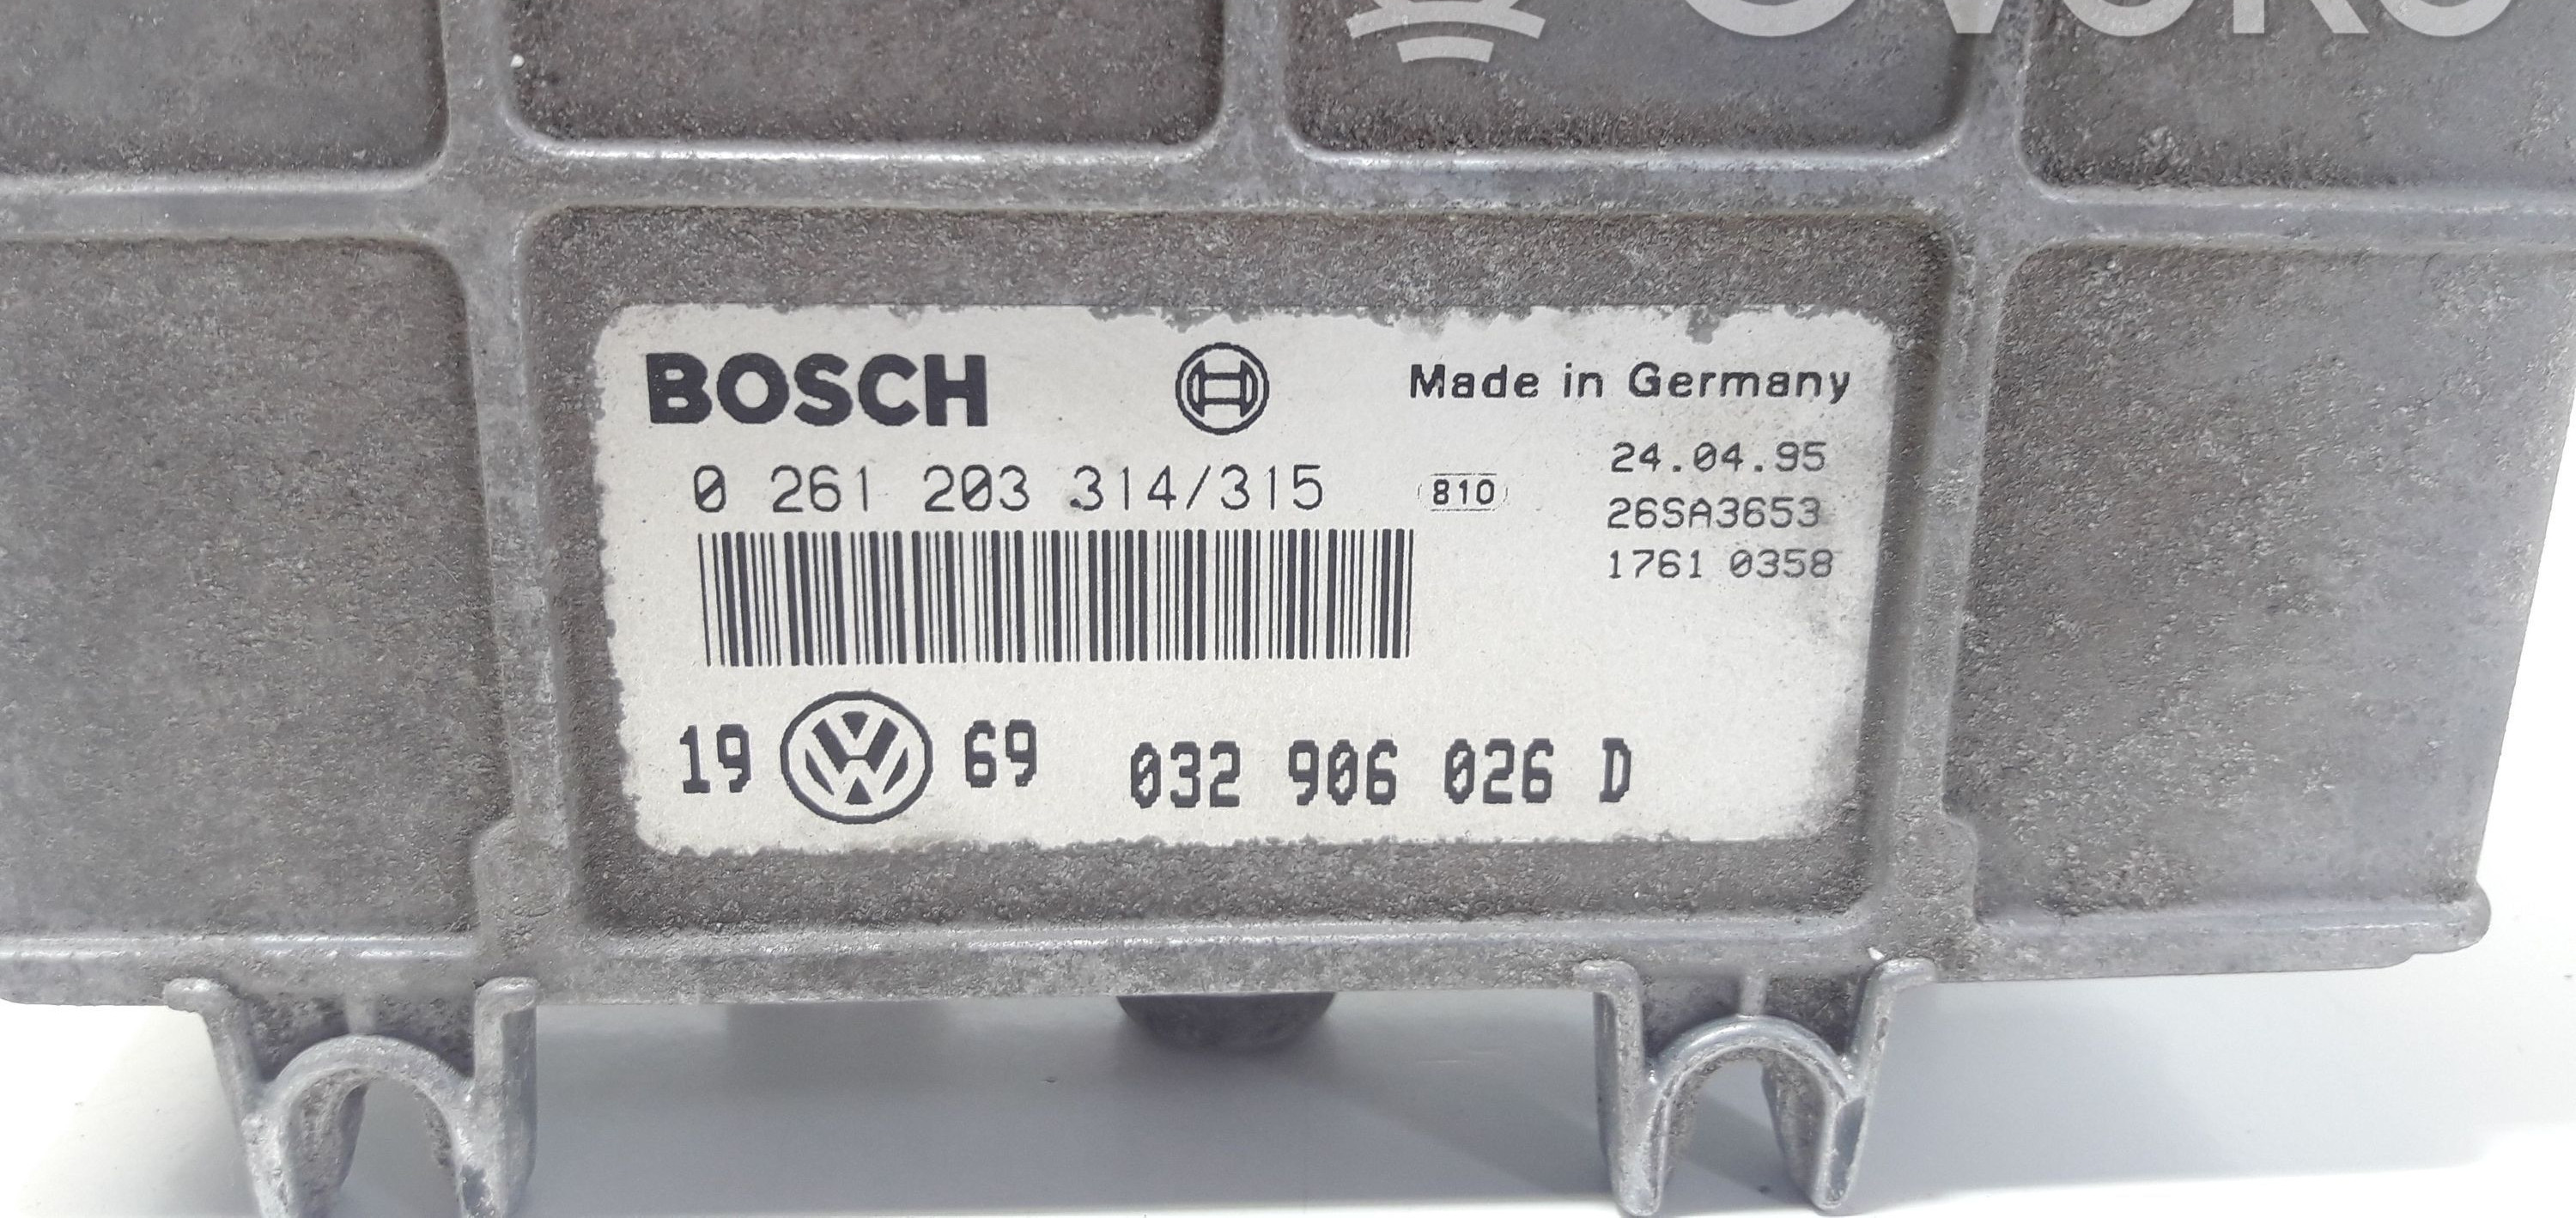 BOSCH
Made in Germany
0 261 203 314/315
810
24.04.95
26SA3653
1761 0358
19 VW 69 032 906 026 D